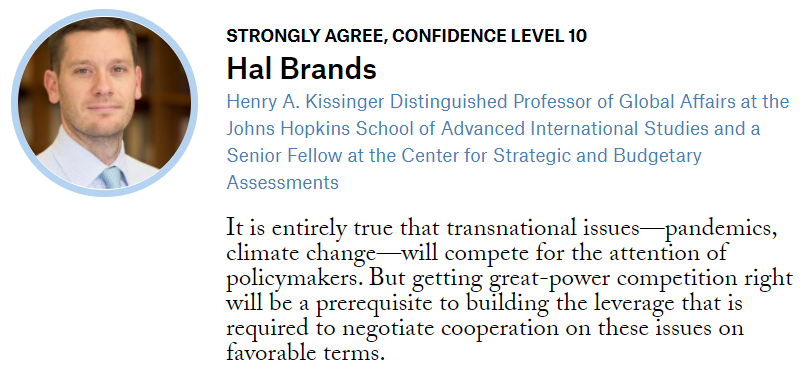 STRONGLY AGREE, CONFIDENCE LEVEL 10
Hal Brands
Henry A. Kissinger Distinguished Professor of Global Affairs at the
Johns Hopkins School of Advanced International Studies and a
Senior Fellow at the Center for Strategic and Budgetary
Assessments
It is entirely true that transnational issues—pandemics,
climate change—will compete for the attention of
policymakers. But getting great-power competition right
will be a prerequisite to building the leverage that is
required to negotiate cooperation on these issues on
favorable terms.